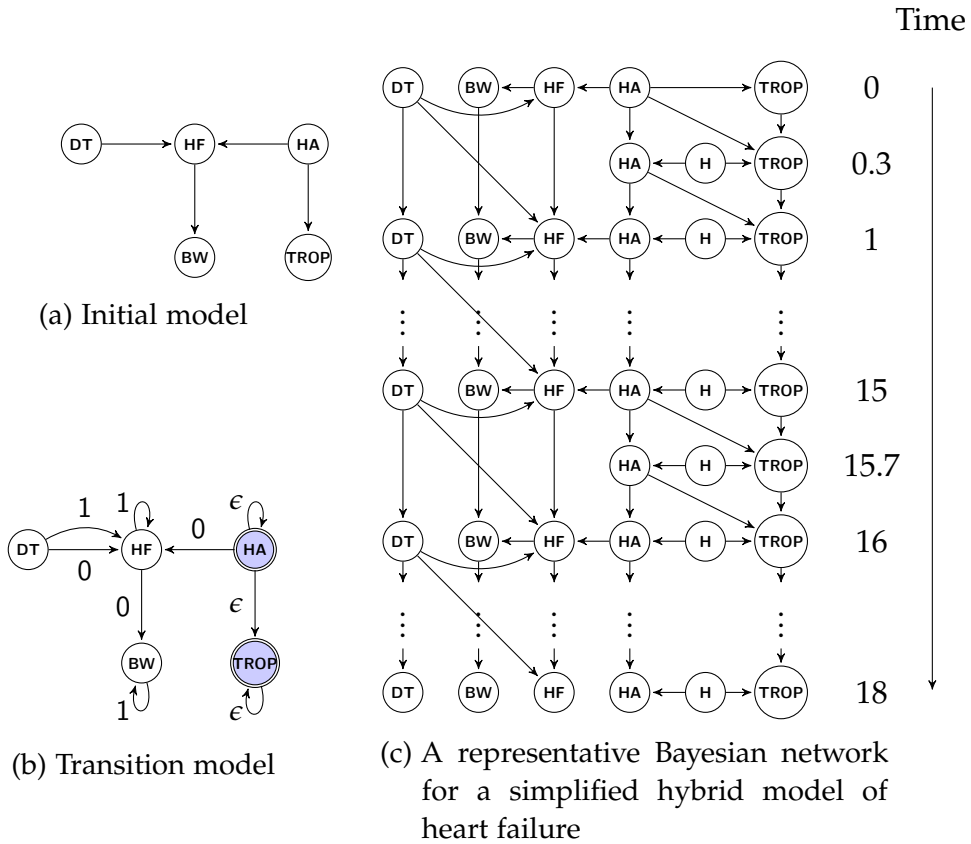 Time
DT BW HF HA TROP 0
HA H TROP 0.3
DT BW HF HA H TROP 1
DT BW HF HA H TROP 15
HA H TROP 15.7
DT BW HF HA H TROP 16
DT BW HF HA H TROP 18
DT HF HA
BW TROP
(a) Initial model
1 1 ϵ
DT HF 0 HA
0
0 ϵ
BW TROP
1 ϵ
(b) Transition model
(c) A representative Bayesian network
for a simplified hybrid model of
heart failure